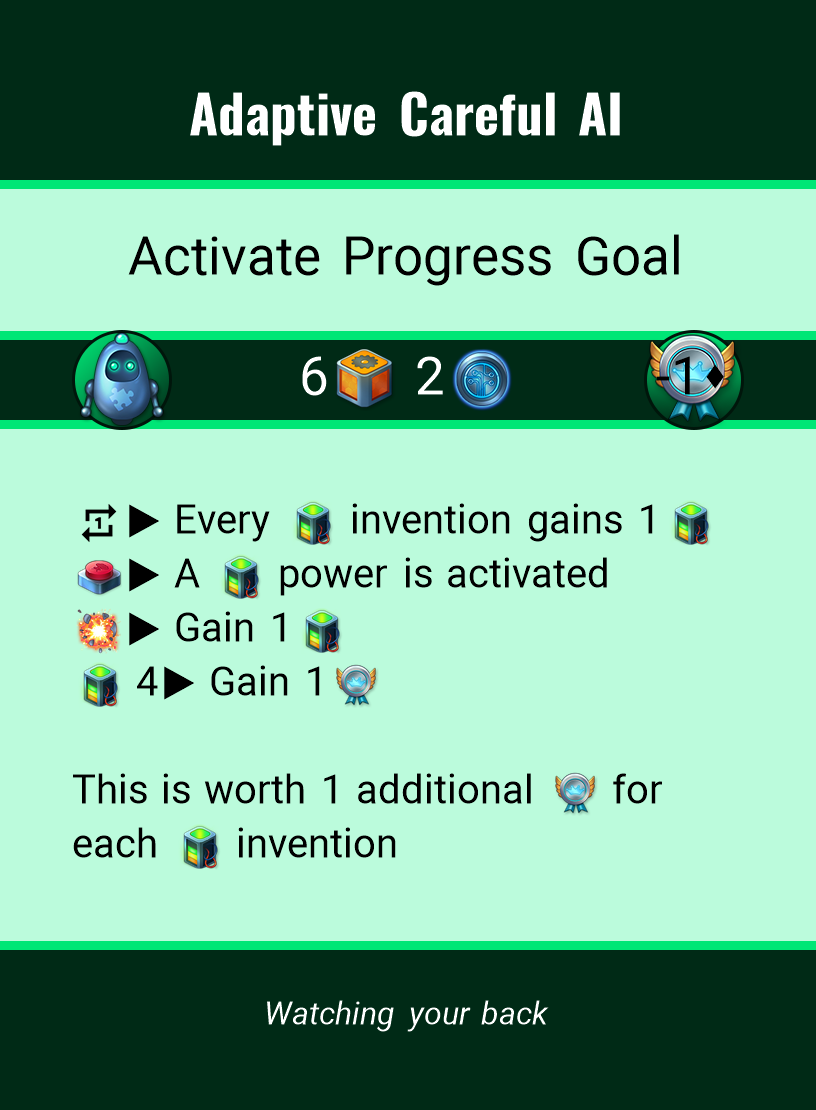 Adaptive Careful AI
Activate Progress Goal
6 2 -1♦
1 ▶ Every invention gains 1
▶ A power is activated
▶ Gain 1
4▶ Gain 1
This is worth 1 additional for
each invention
Watching your back